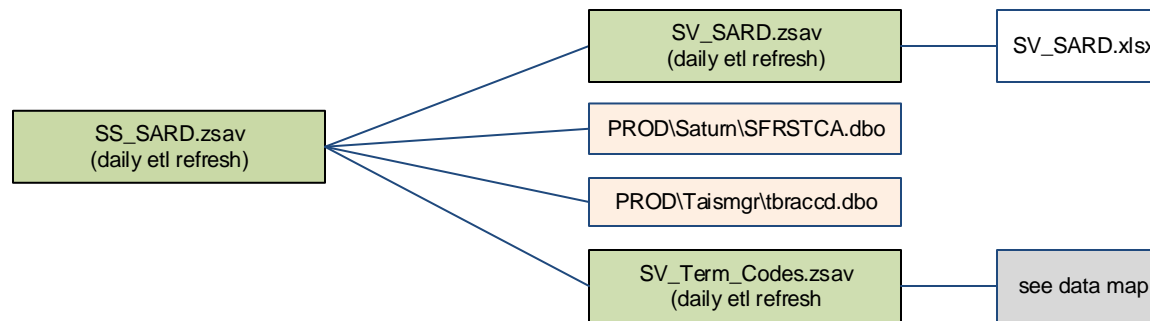 SV_SARD.zsav
(daily etl refresh)
SV_SARD.xlsx
SS_SARD.zsav
(daily etl refresh)
PROD\Saturn\SFRSTCA.dbo
PROD\Taismgr\tbraccd.dbo
SV_Term_Codes.zsav
(daily etl refresh
see data map